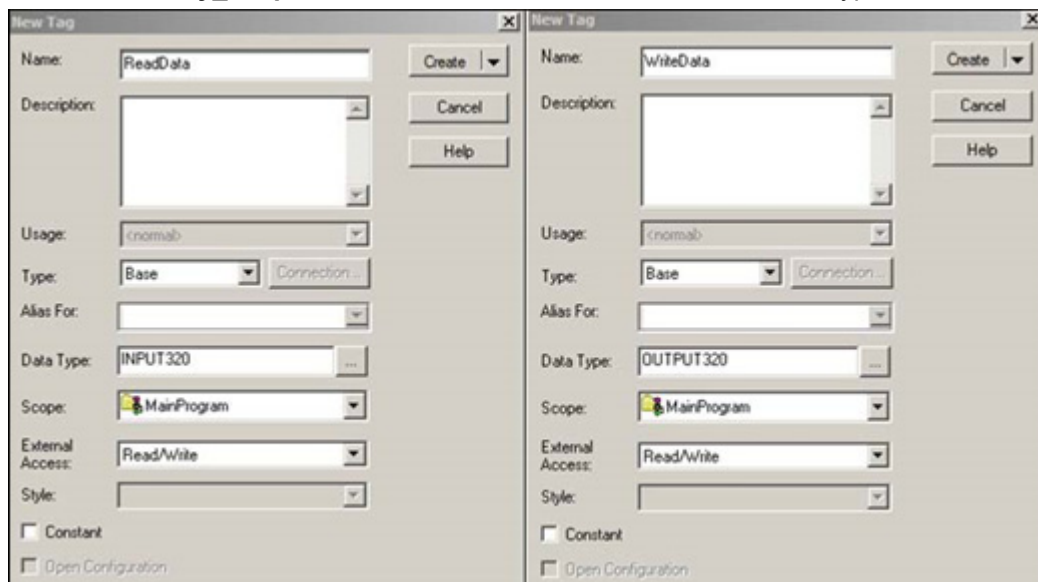 New Tag
Name: ReadData
Create
Description:
Cancel
Help
Usage: <normal>
Type: Base Connection...
Alias For:
Data Type: INPUT320 ...
Scope: MainProgram
External Access: Read/Write
Style:
Constant
Open Configuration
New Tag
Name: WriteData
Create
Description:
Cancel
Help
Usage: <normal>
Type: Base Connection...
Alias For:
Data Type: OUTPUT320 ...
Scope: MainProgram
External Access: Read/Write
Style:
Constant
Open Configuration